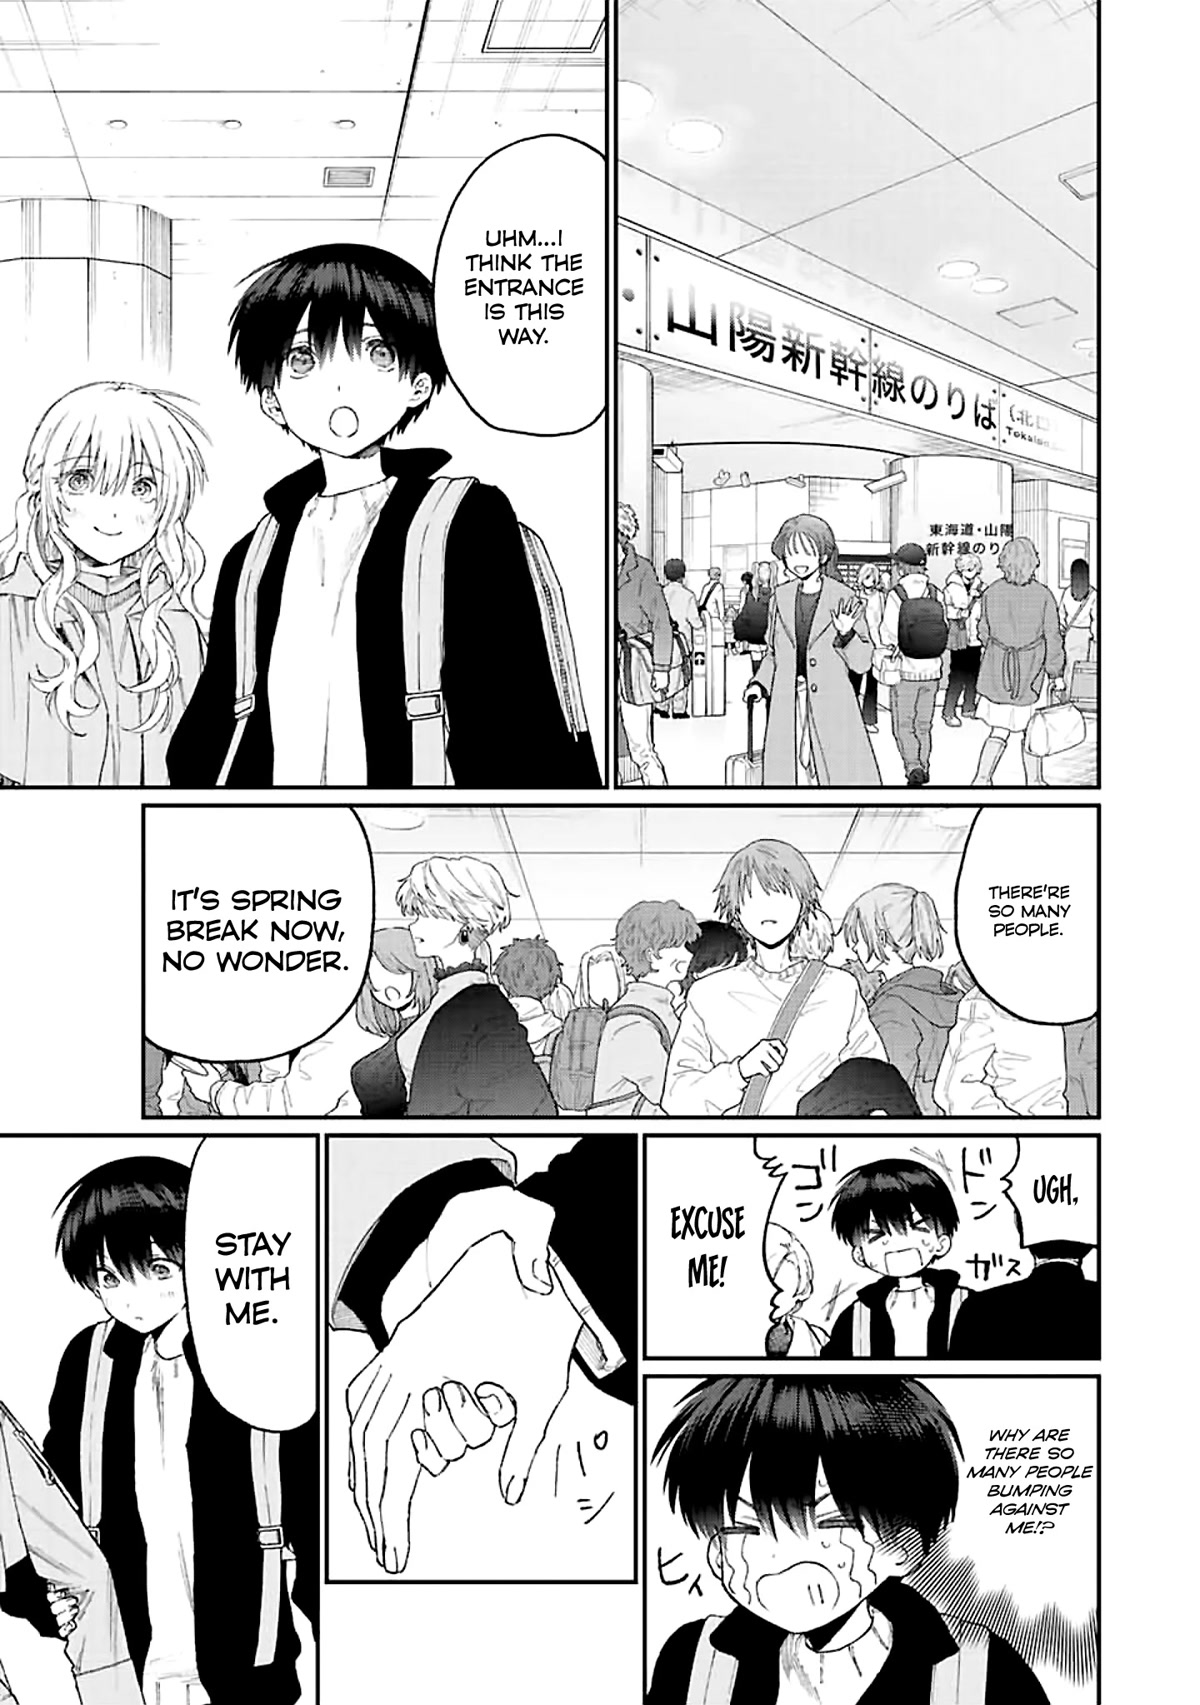 山陽新幹線のりば
(北口)
東海道・山陽
新幹線のり
UHM...I
THINK THE
ENTRANCE
IS THIS
WAY.
THERE'RE
SO MANY
PEOPLE.
IT'S SPRING
BREAK NOW,
NO WONDER.
UGH,
ドン
ガス
ゴン
EXCUSE
ME!
WHY ARE
THERE SO
MANY PEOPLE
BUMPING
AGAINST
ME!?
ヒィ
パシ
STAY
WITH
ME.